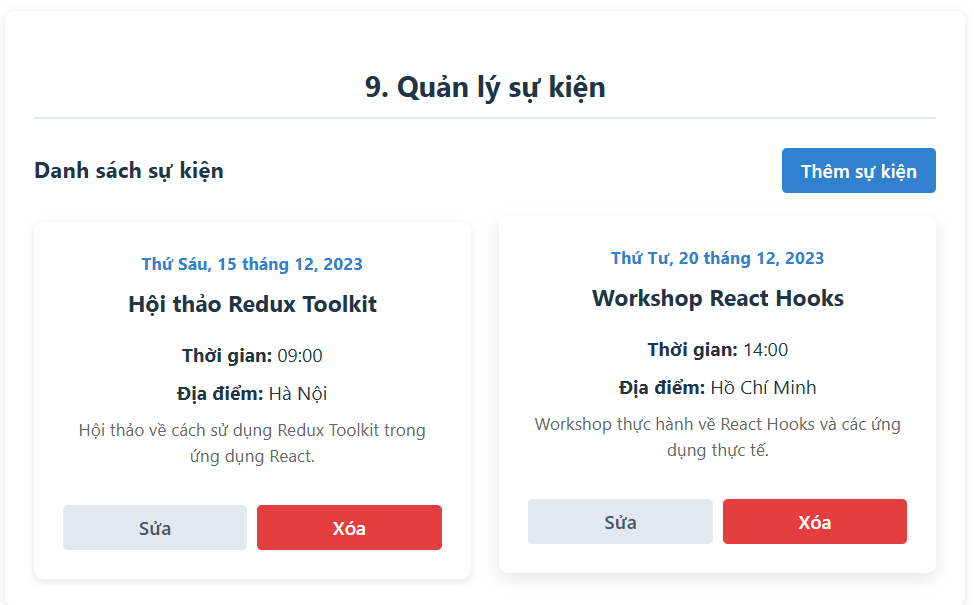 9. Quản lý sự kiện
Danh sách sự kiện
Thêm sự kiện
Thứ Sáu, 15 tháng 12, 2023
Hội thảo Redux Toolkit
Thời gian: 09:00
Địa điểm: Hà Nội
Hội thảo về cách sử dụng Redux Toolkit trong
ứng dụng React.
Sửa
Xóa
Thứ Tư, 20 tháng 12, 2023
Workshop React Hooks
Thời gian: 14:00
Địa điểm: Hồ Chí Minh
Workshop thực hành về React Hooks và các ứng
dụng thực tế.
Sửa
Xóa